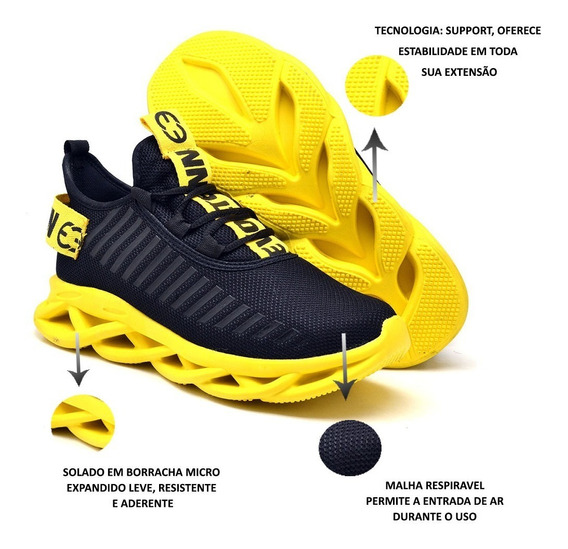 TECNOLOGIA: SUPPORT, OFERECE
ESTABILIDADE EM TODA
SUA EXTENSÃO
NN
N
SOLADO EM BORRACHA MICRO
EXPANDIDO LEVE, RESISTENTE
E ADERENTE
MALHA RESPIRAVEL
PERMITE A ENTRADA DE AR
DURANTE O USO